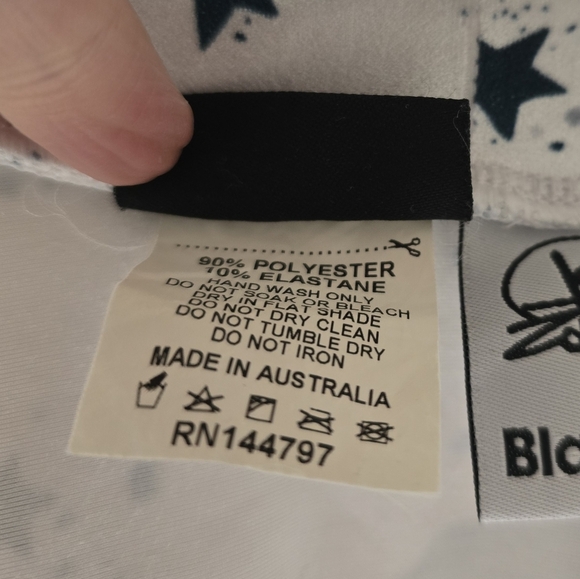 90% POLYESTER
10% ELASTANE
HAND WASH ONLY
DO NOT SOAK OR BLEACH
DRY IN FLAT SHADE
DO NOT DRY CLEAN
DO NOT TUMBLE DRY
DO NOT IRON
MADE IN AUSTRALIA
RN144797
Blo